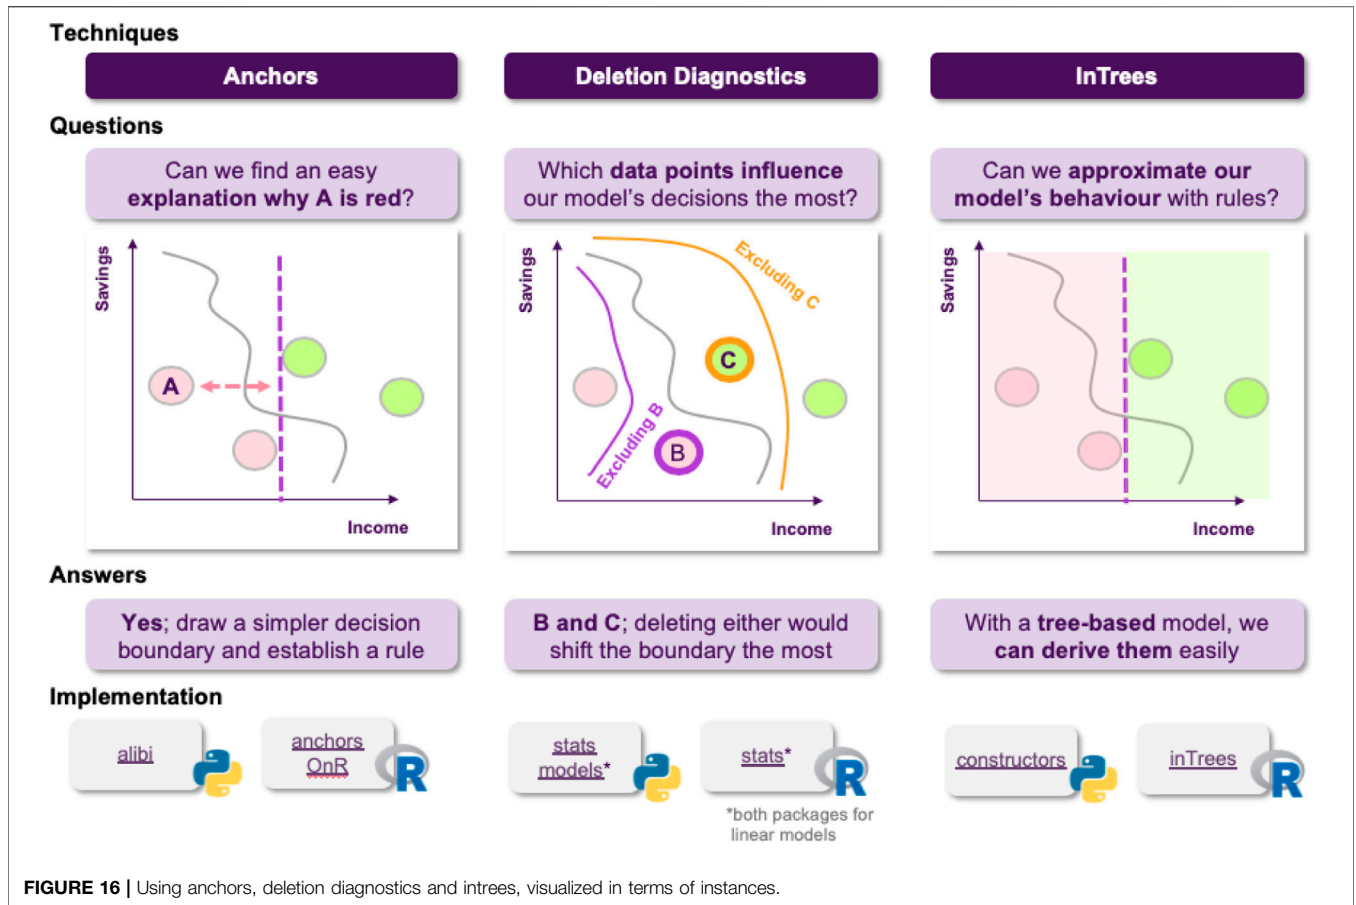 Techniques
Anchors
Deletion Diagnostics
InTrees
Questions
Can we find an easy
explanation why A is red?
Which data points influence
our model's decisions the most?
Can we approximate our
model's behaviour with rules?
Savings
A
Income
Savings
Excluding C
C
Excluding B
B
Income
Savings
Income
Answers
Yes; draw a simpler decision
boundary and establish a rule
B and C; deleting either would
shift the boundary the most
With a tree-based model, we
can derive them easily
Implementation
alibi
anchors
OnR
R
stats
models*
stats*
R
*both packages for
linear models
constructors
inTrees
R
FIGURE 16 | Using anchors, deletion diagnostics and intrees, visualized in terms of instances.